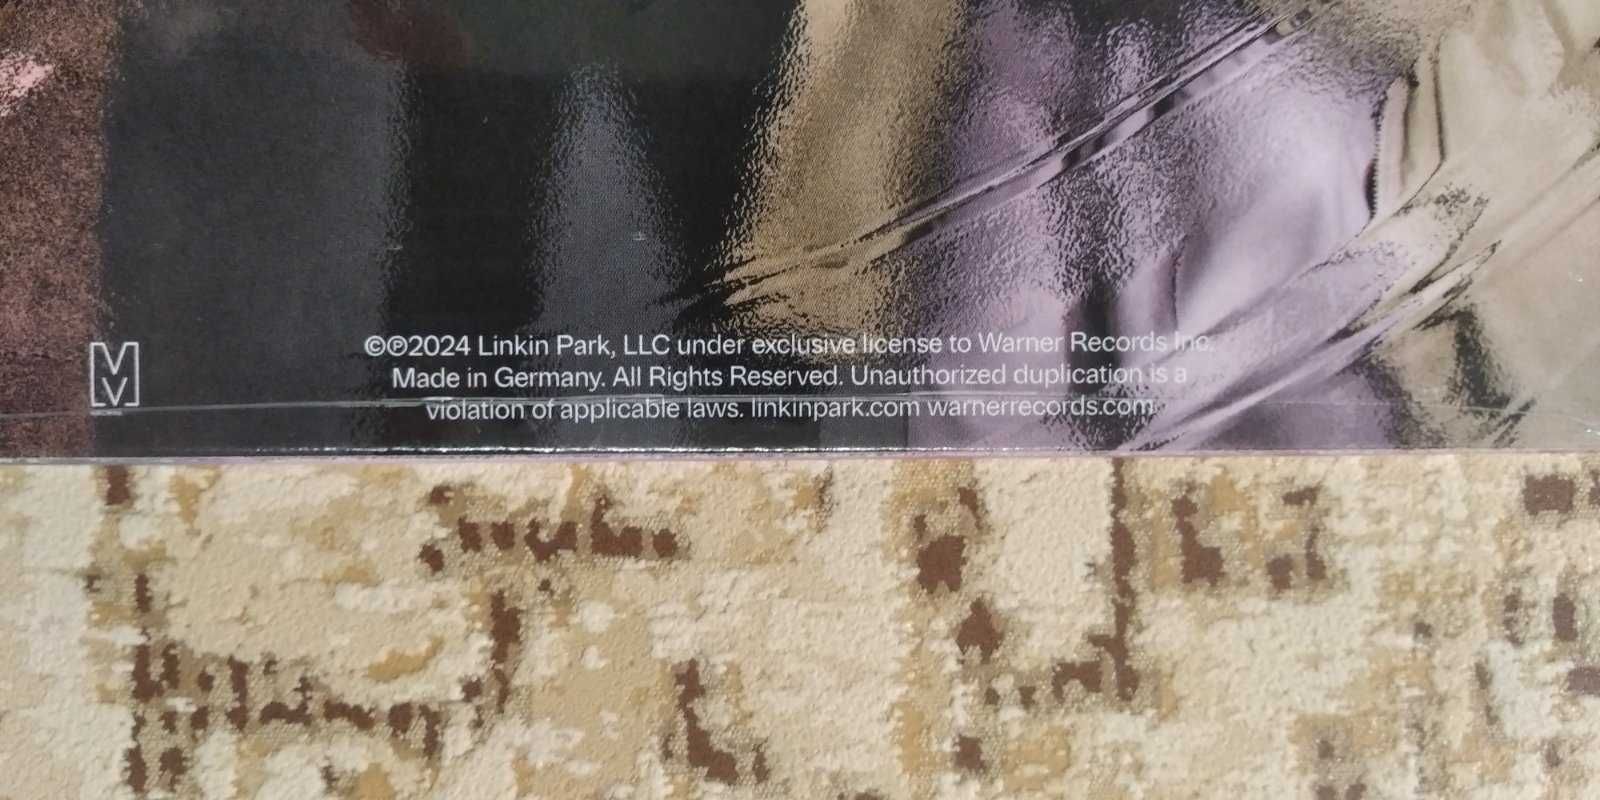 ©℗2024 Linkin Park, LLC under exclusive license to Warner Records Inc.
Made in Germany. All Rights Reserved. Unauthorized duplication is a
violation of applicable laws. linkinpark.com warnerrecords.com